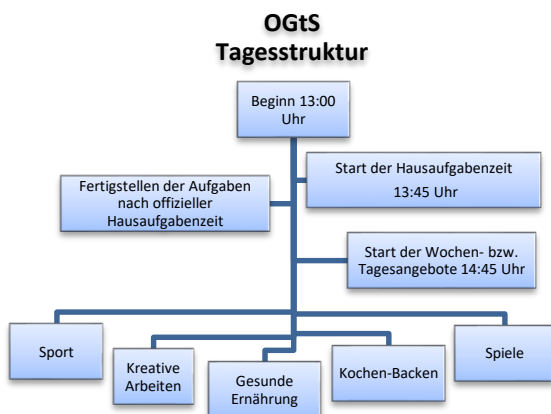 OGtS
Tagesstruktur
Beginn 13:00
Uhr
Start der Hausaufgabenzeit
13:45 Uhr
Fertigstellen der Aufgaben
nach offizieller
Hausaufgabenzeit
Start der Wochen- bzw.
Tagesangebote 14:45 Uhr
Sport
Kreative
Arbeiten
Gesunde
Ernährung
Kochen-Backen
Spiele